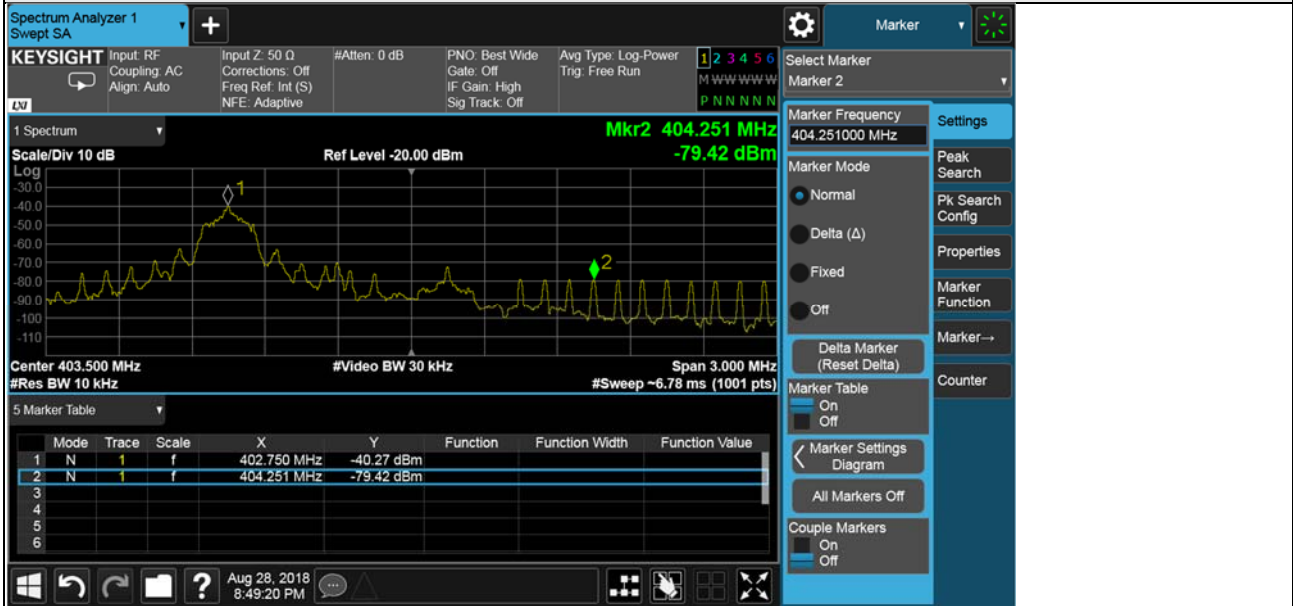 Spectrum Analyzer 1
Swept SA
Marker
KEYSIGHT
Input: RF
Coupling: AC
Align: Auto
Input Z: 50 Ω
Corrections: Off
Freq Ref: Int (S)
NFE: Adaptive
#Atten: 0 dB
PNO: Best Wide
Gate: Off
IF Gain: High
Sig Track: Off
Avg Type: Log-Power
Trig: Free Run
1 2 3 4 5 6
M W W W W W
P N N N N N
LXI
Select Marker
Marker 2
1 Spectrum
Mkr2 404.251 MHz
-79.42 dBm
Scale/Div 10 dB
Ref Level -20.00 dBm
Log
-30.0
-40.0
-50.0
-60.0
-70.0
-80.0
-90.0
-100
-110
1
2
Center 403.500 MHz
#Video BW 30 kHz
Span 3.000 MHz
#Res BW 10 kHz
#Sweep ~6.78 ms (1001 pts)
5 Marker Table
Mode Trace Scale X Y Function Function Width Function Value
1 N 1 f 402.750 MHz -40.27 dBm
2 N 1 f 404.251 MHz -79.42 dBm
3
4
5
6
Marker Frequency
404.251000 MHz
Marker Mode
Normal
Delta (Δ)
Fixed
Off
Delta Marker
(Reset Delta)
Marker Table
On
Off
Marker Settings
Diagram
All Markers Off
Couple Markers
On
Off
Settings
Peak
Search
Pk Search
Config
Properties
Marker
Function
Marker→
Counter
?
Aug 28, 2018
8:49:20 PM